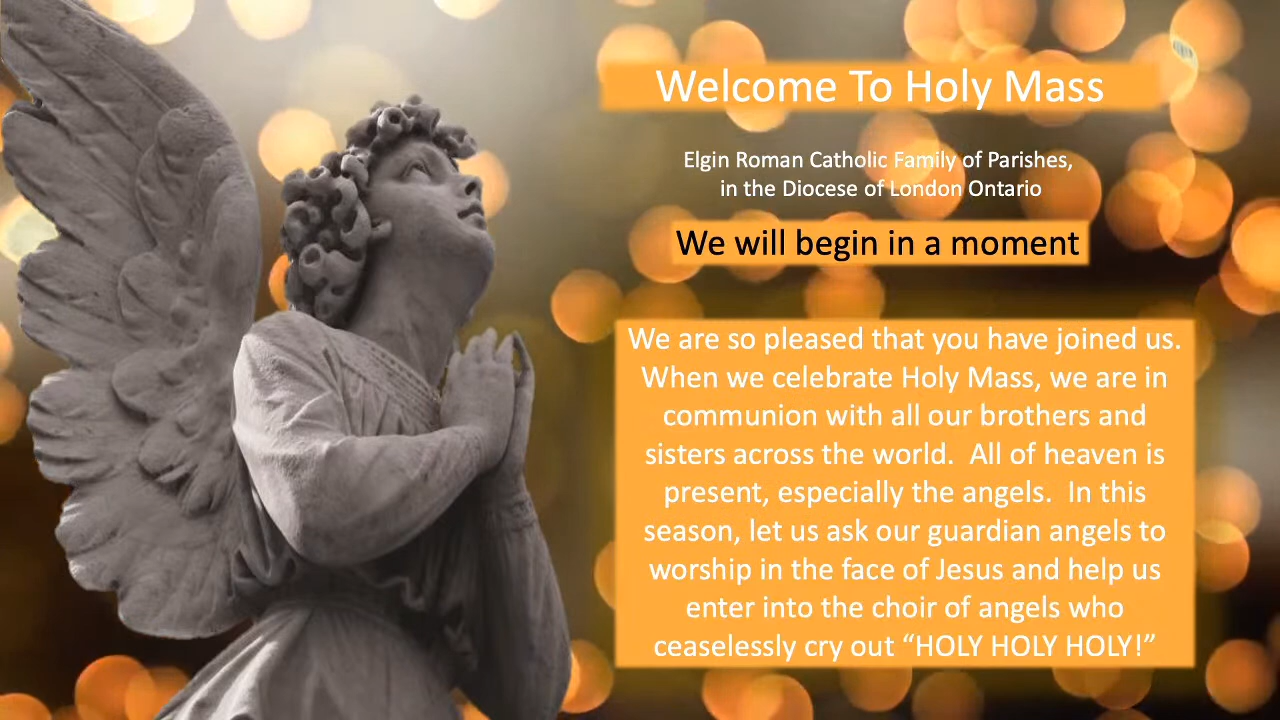 Welcome To Holy Mass
Elgin Roman Catholic Family of Parishes,
in the Diocese of London Ontario
We will begin in a moment
We are so pleased that you have joined us.
When we celebrate Holy Mass, we are in
communion with all our brothers and
sisters across the world.  All of heaven is
present, especially the angels.  In this
season, let us ask our guardian angels to
worship in the face of Jesus and help us
enter into the choir of angels who
ceaselessly cry out “HOLY HOLY HOLY!”